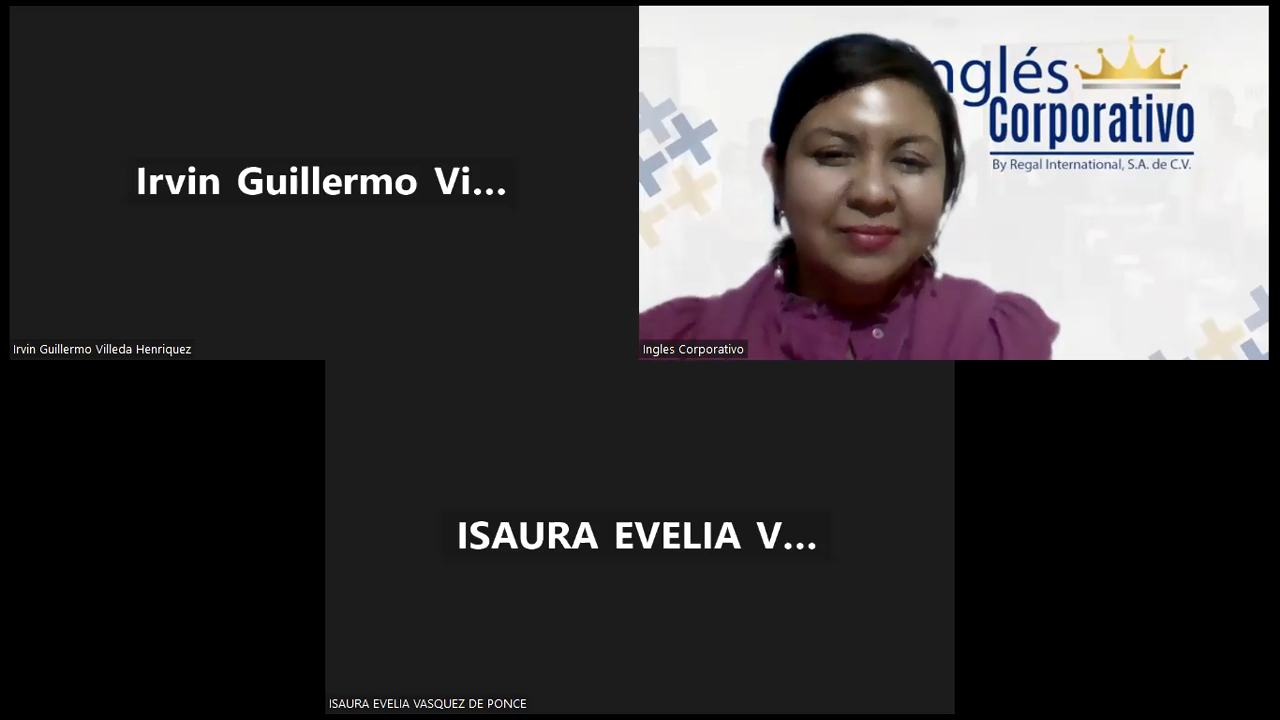 Irvin Guillermo Vi...
Irvin Guillermo Villeda Henriquez
nglés
Corporativo
By Regal International, S.A. de C.V.
Ingles Corporativo
ISAURA EVELIA V...
ISAURA EVELIA VASQUEZ DE PONCE